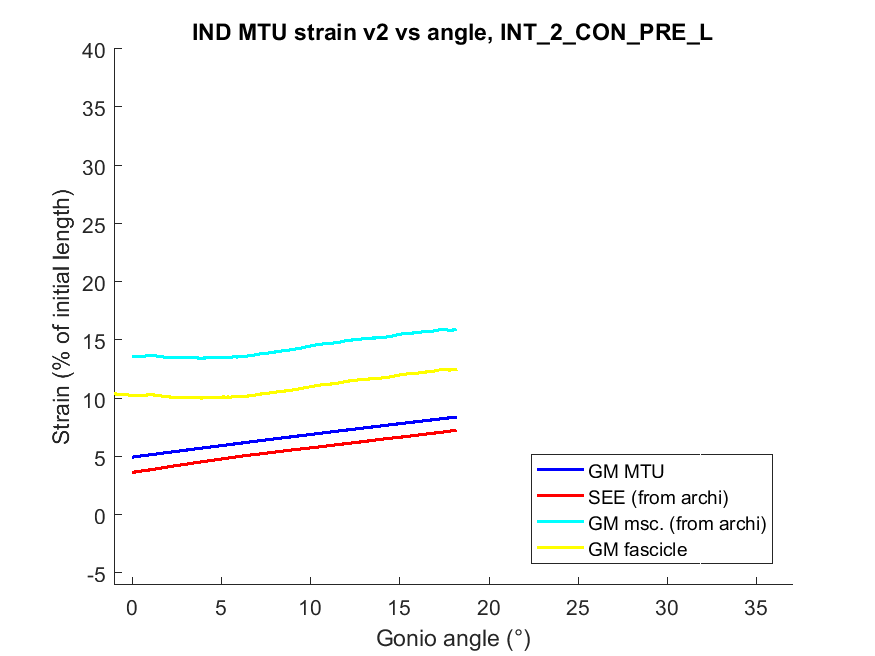 IND MTU strain v2 vs angle, INT_2_CON_PRE_L
40
35
30
25
20
15
10
5
0
-5
Strain (% of initial length)
0 5 10 15 20 25 30 35
Gonio angle (°)
GM MTU
SEE (from archi)
GM msc. (from archi)
GM fascicle